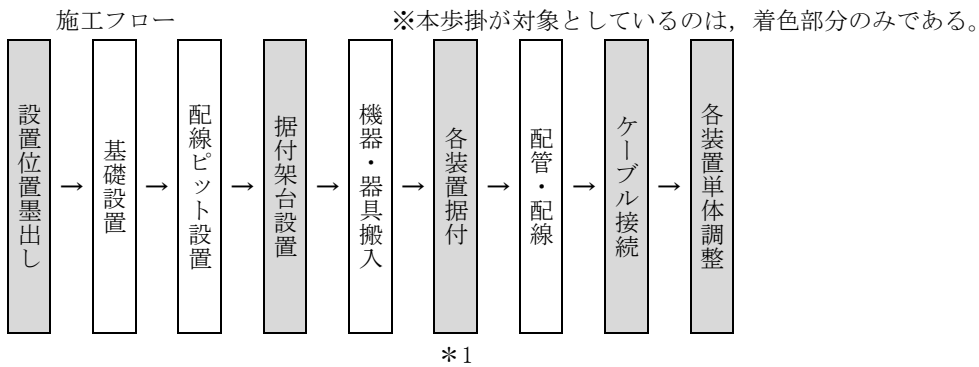 施工フロー
※本歩掛が対象としているのは，着色部分のみである。
設置位置墨出し
→
基礎設置
→
配線ピット設置
→
据付架台設置
→
機器・器具搬入
→
各装置据付
→
配管・配線
→
ケーブル接続
→
各装置単体調整
＊1